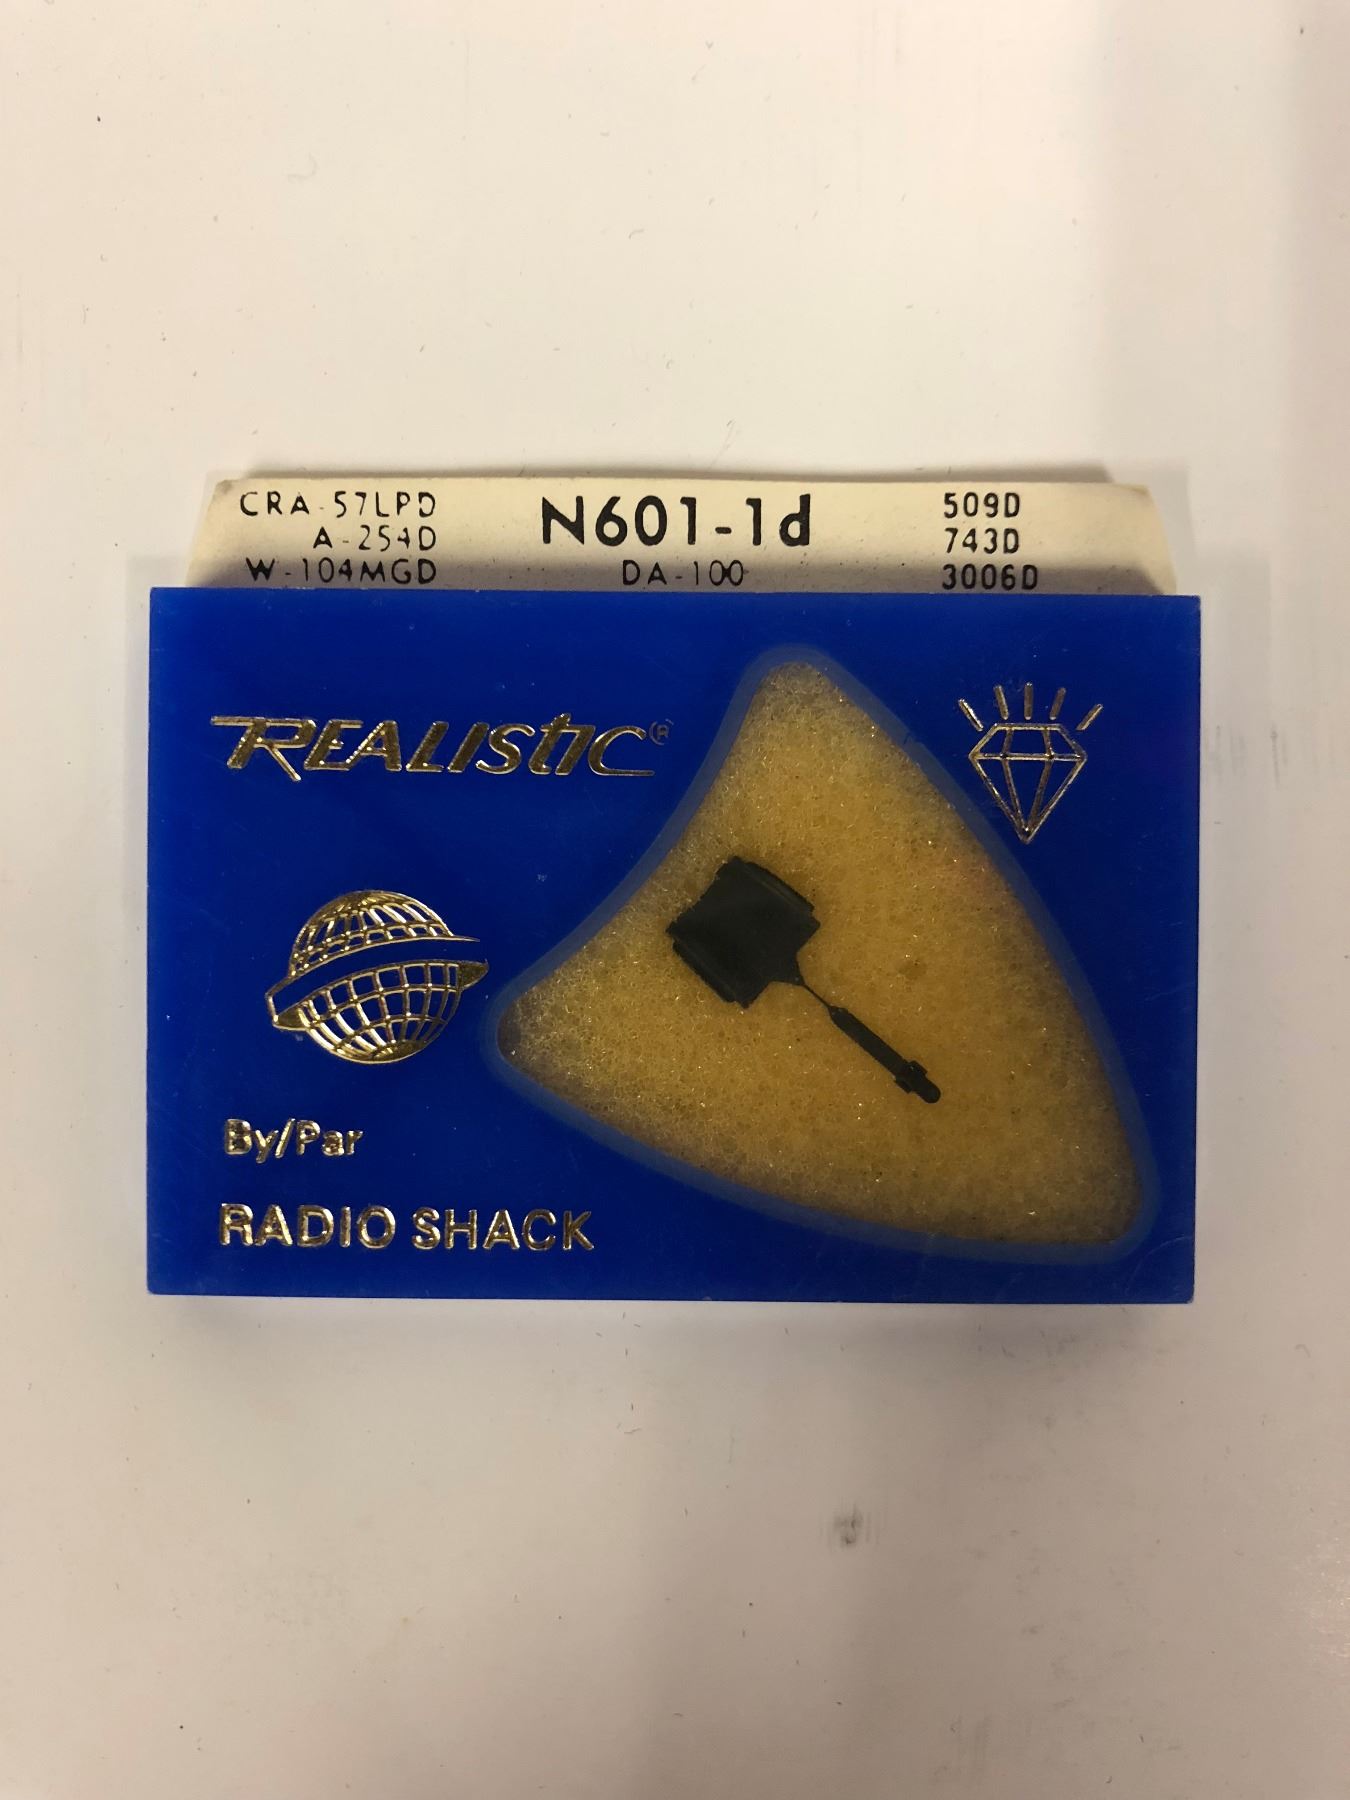 CRA-57LPD
A-254D
W-104MGD
N601-1d
DA-100
509D
743D
3006D
REALISTIC®
By/Par
RADIO SHACK